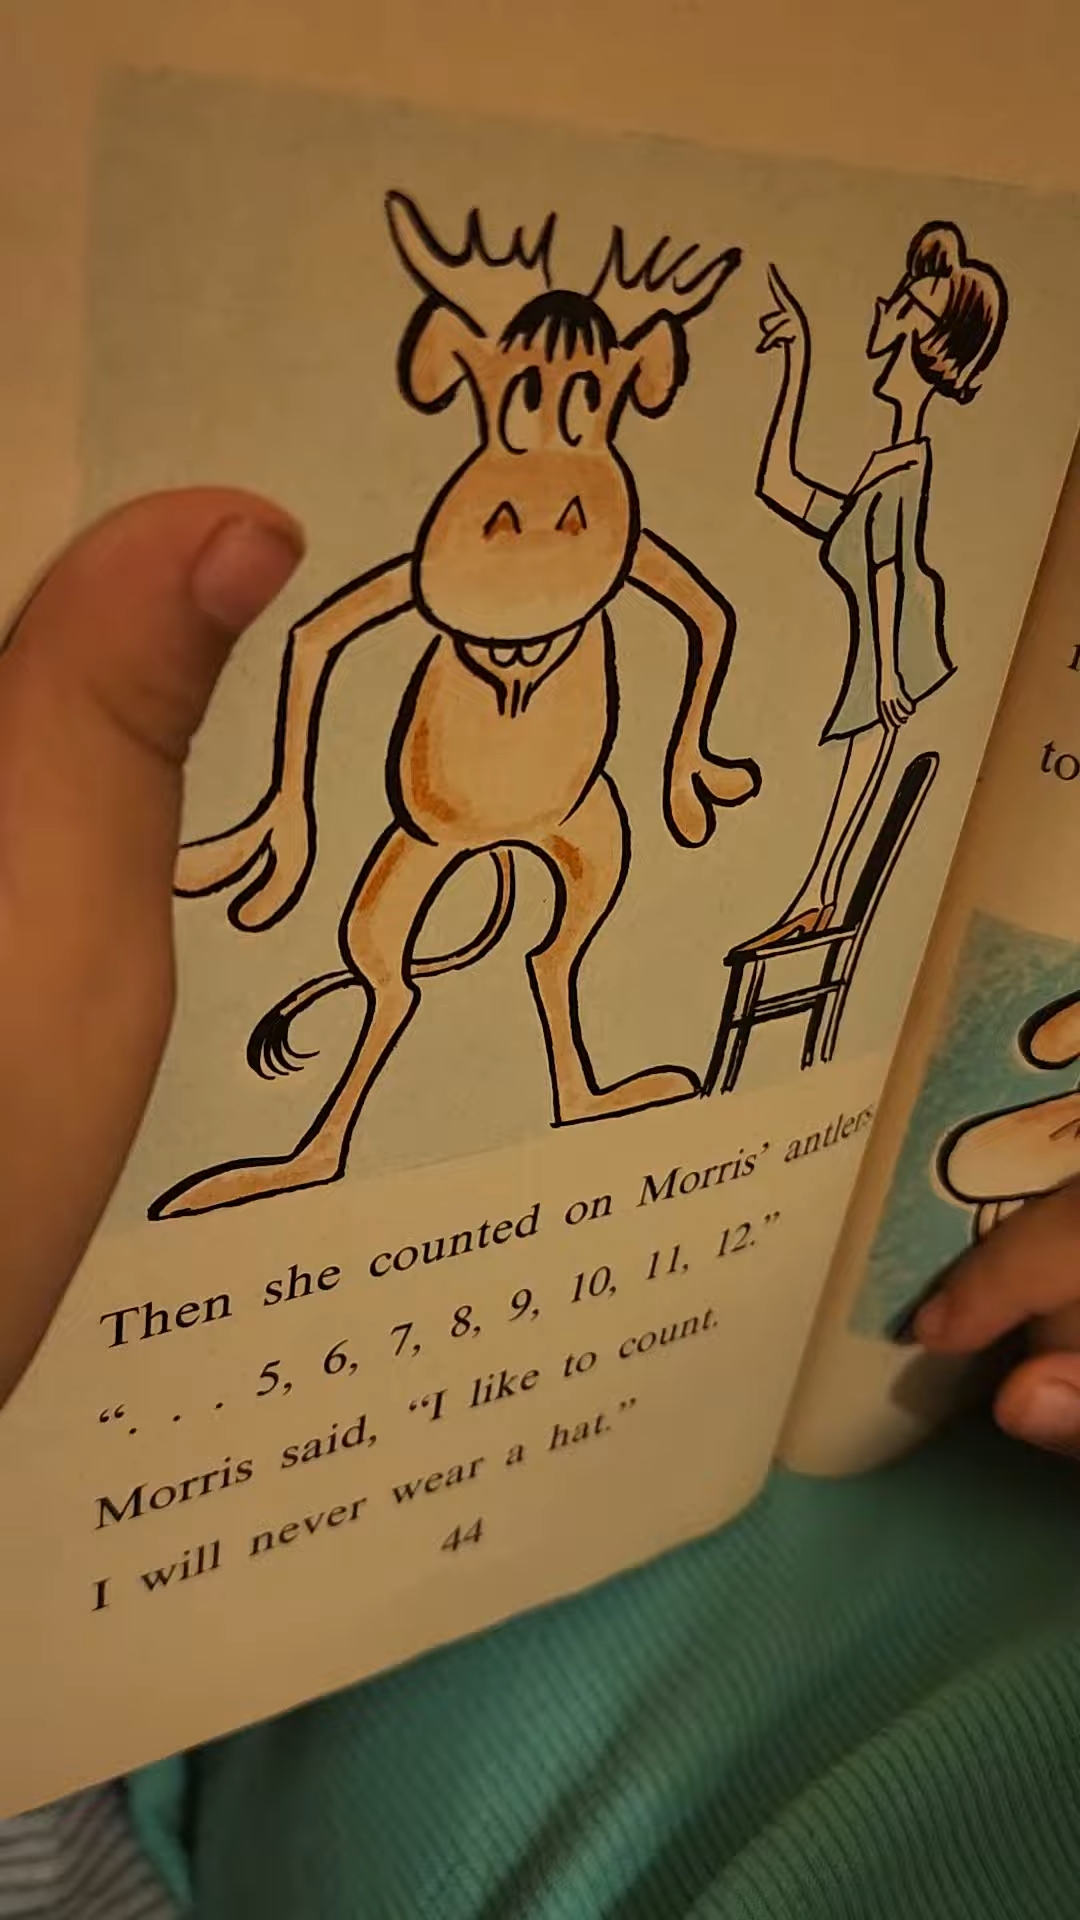 Then she counted on Morris' antlers
“. . . 5, 6, 7, 8, 9, 10, 11, 12.”
Morris said, “I like to count.
I will never wear a hat.”
44
to